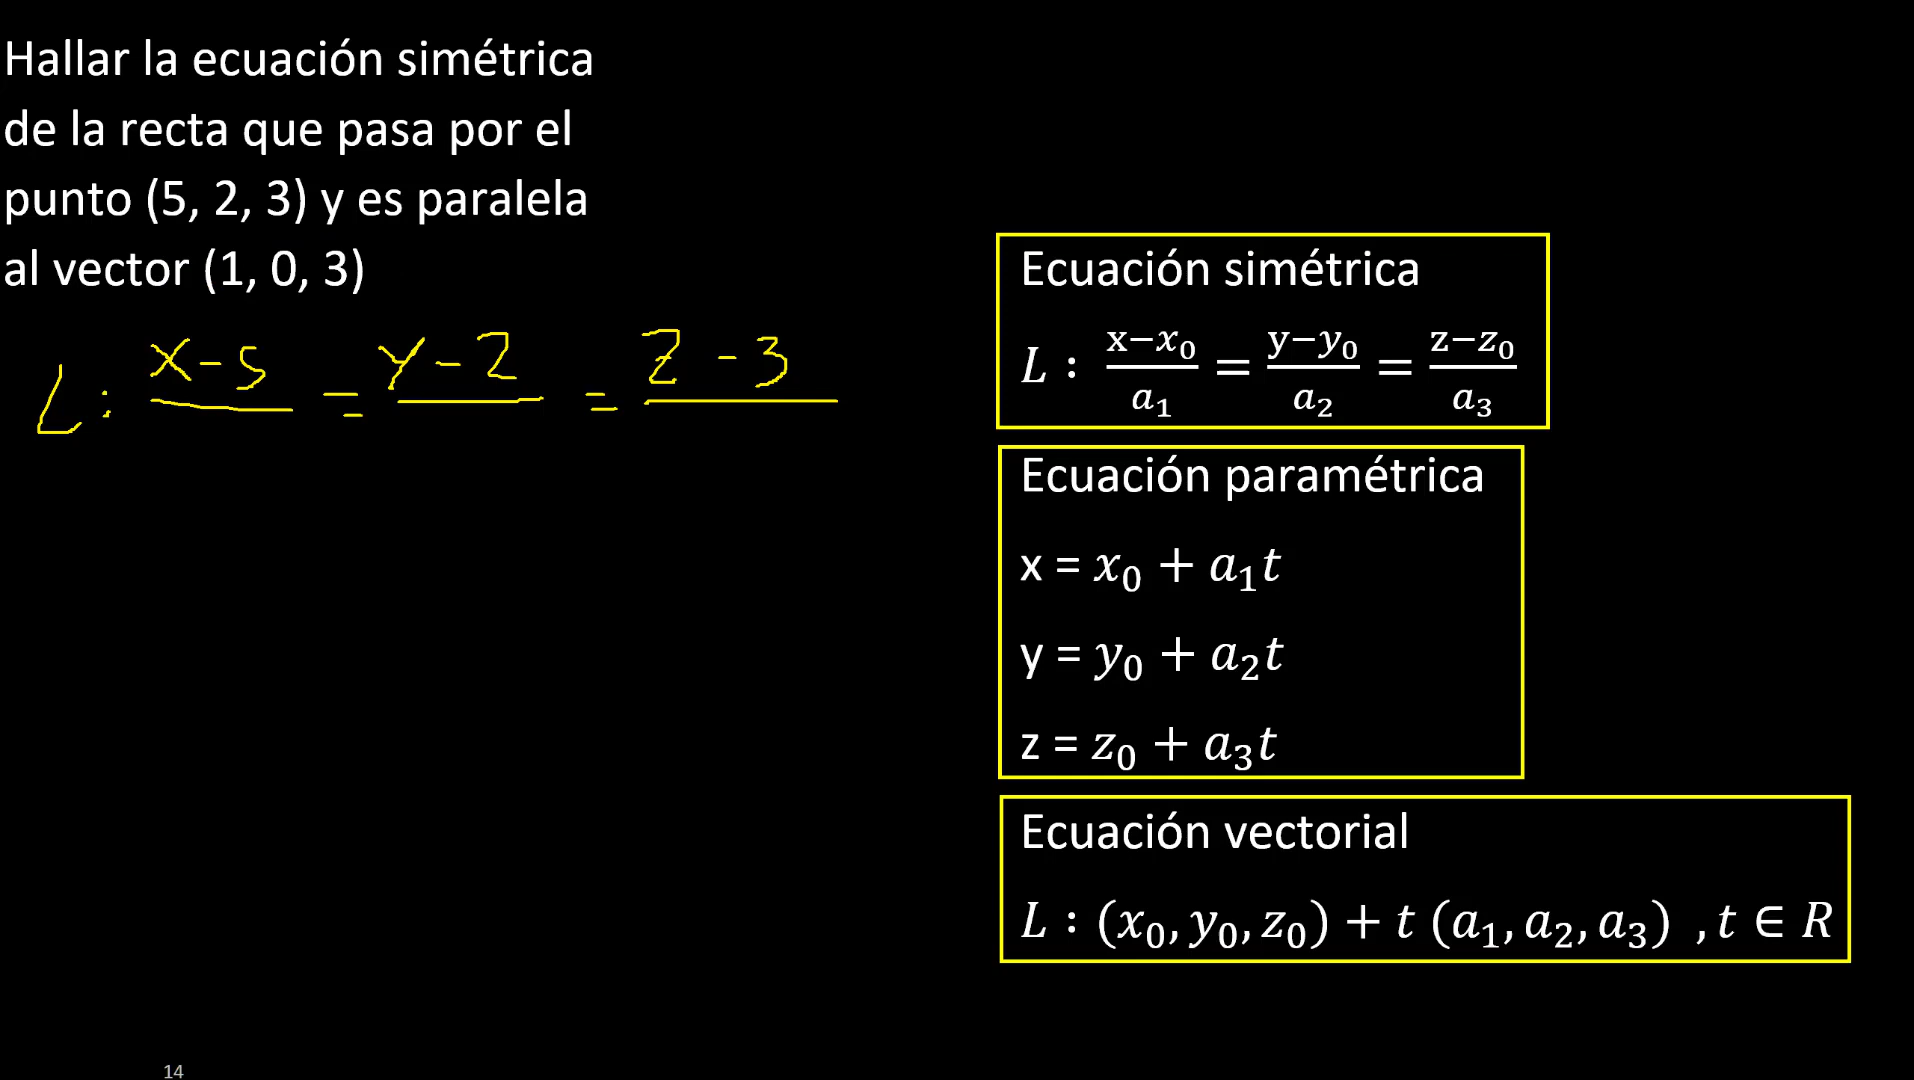 Hallar la ecuación simétrica
de la recta que pasa por el
punto (5, 2, 3) y es paralela
al vector (1, 0, 3)
L: x-5/ = y-2/ = z-3/
Ecuación simétrica
L : x−x₀/a₁ = y−y₀/a₂ = z−z₀/a₃
Ecuación paramétrica
x = x₀ + a₁t
y = y₀ + a₂t
z = z₀ + a₃t
Ecuación vectorial
L : (x₀, y₀, z₀) + t (a₁, a₂, a₃) , t ∈ R
14